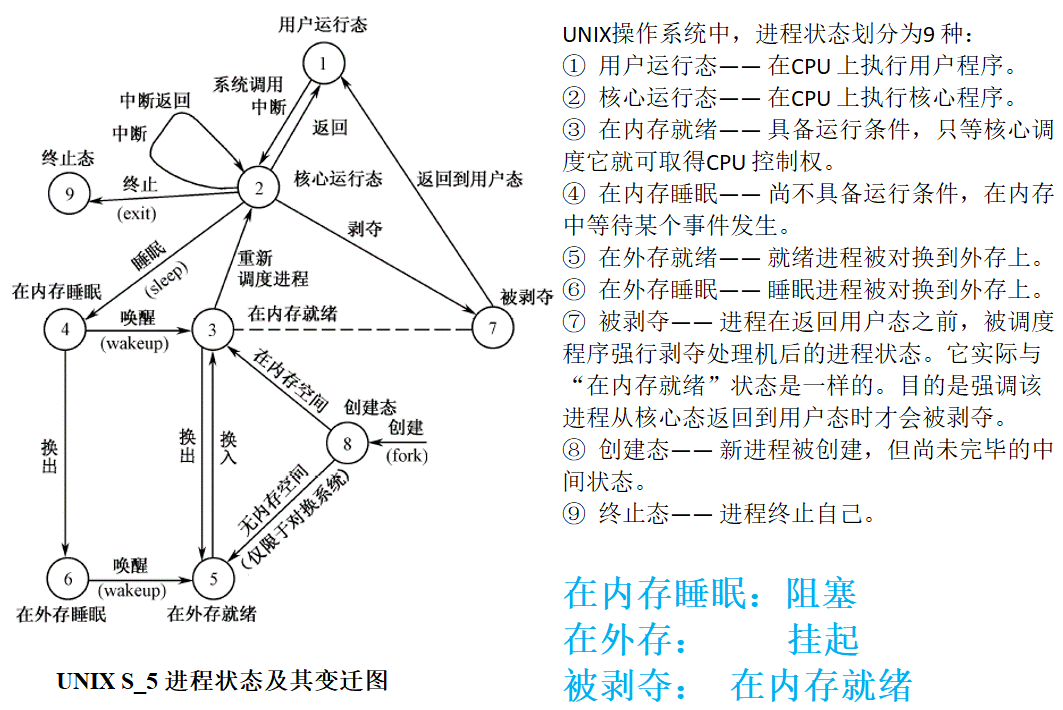 用户运行态
1
系统调用
中断
返回
中断返回
中断
终止态
9
终止
(exit)
2
核心运行态
返回到用户态
剥夺
睡眠
(sleep)
重新
调度进程
在内存睡眠
4
唤醒
(wakeup)
3
在内存就绪
被剥夺
7
在内存空间
创建态
8
创建
(fork)
换出
换出
换入
无内存空间
(仅限于对换系统)
6
唤醒
(wakeup)
5
在外存睡眠
在外存就绪
UNIX S_5 进程状态及其变迁图
UNIX操作系统中，进程状态划分为9 种：
① 用户运行态—— 在CPU 上执行用户程序。
② 核心运行态—— 在CPU 上执行核心程序。
③ 在内存就绪—— 具备运行条件，只等核心调
度它就可取得CPU 控制权。
④ 在内存睡眠—— 尚不具备运行条件，在内存
中等待某个事件发生。
⑤ 在外存就绪—— 就绪进程被对换到外存上。
⑥ 在外存睡眠—— 睡眠进程被对换到外存上。
⑦ 被剥夺—— 进程在返回用户态之前，被调度
程序强行剥夺处理机后的进程状态。它实际与
“在内存就绪”状态是一样的。目的是强调该
进程从核心态返回到用户态时才会被剥夺。
⑧ 创建态—— 新进程被创建，但尚未完毕的中
间状态。
⑨ 终止态—— 进程终止自己。
在内存睡眠：阻塞
在外存： 挂起
被剥夺： 在内存就绪